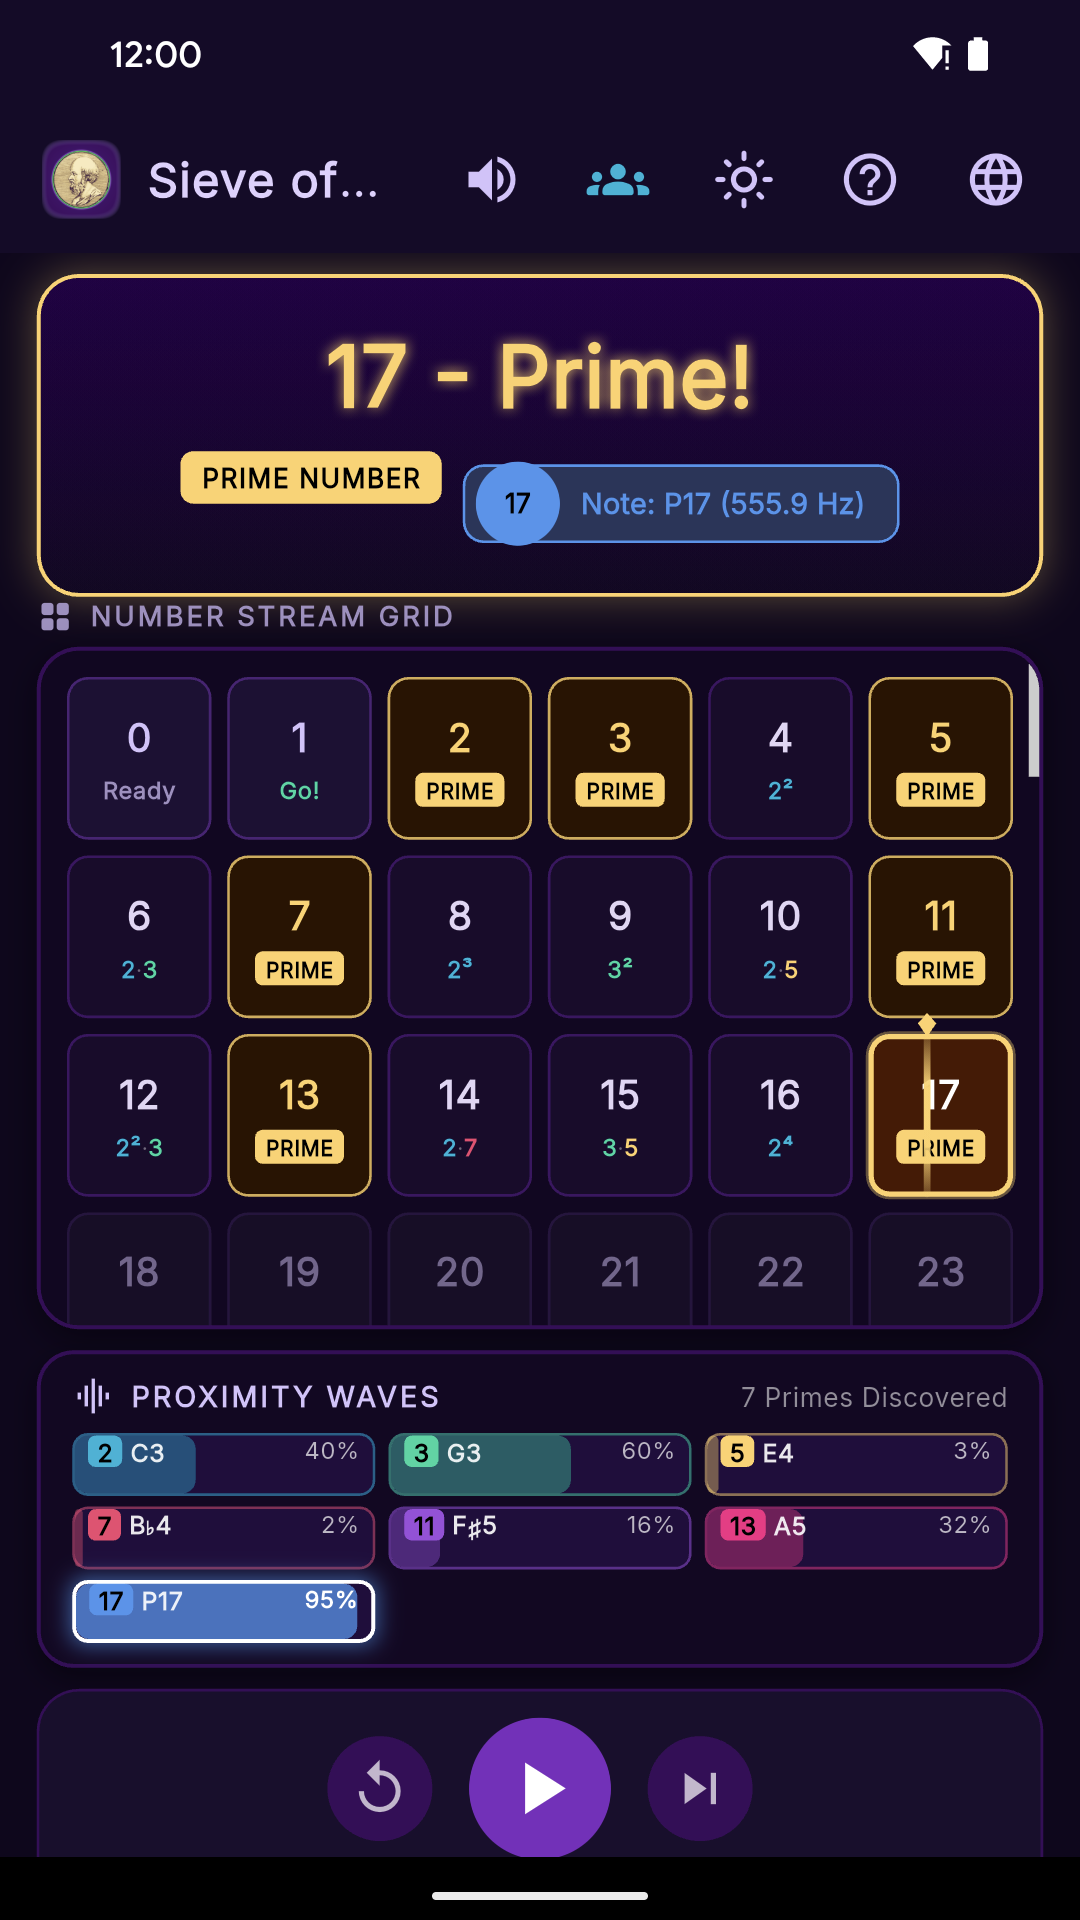 12:00
Sieve of...
17 - Prime!
PRIME NUMBER
17 Note: P17 (555.9 Hz)
NUMBER STREAM GRID
0 1 2 3 4 5
Ready Go! PRIME PRIME 2² PRIME
6 7 8 9 10 11
2·3 PRIME 2³ 3² 2·5 PRIME
12 13 14 15 16 17
2²·3 PRIME 2·7 3·5 2⁴ PRIME
18 19 20 21 22 23
PROXIMITY WAVES 7 Primes Discovered
2 C3 40% 3 G3 60% 5 E4 3%
7 B♭4 2% 11 F♯5 16% 13 A5 32%
17 P17 95%